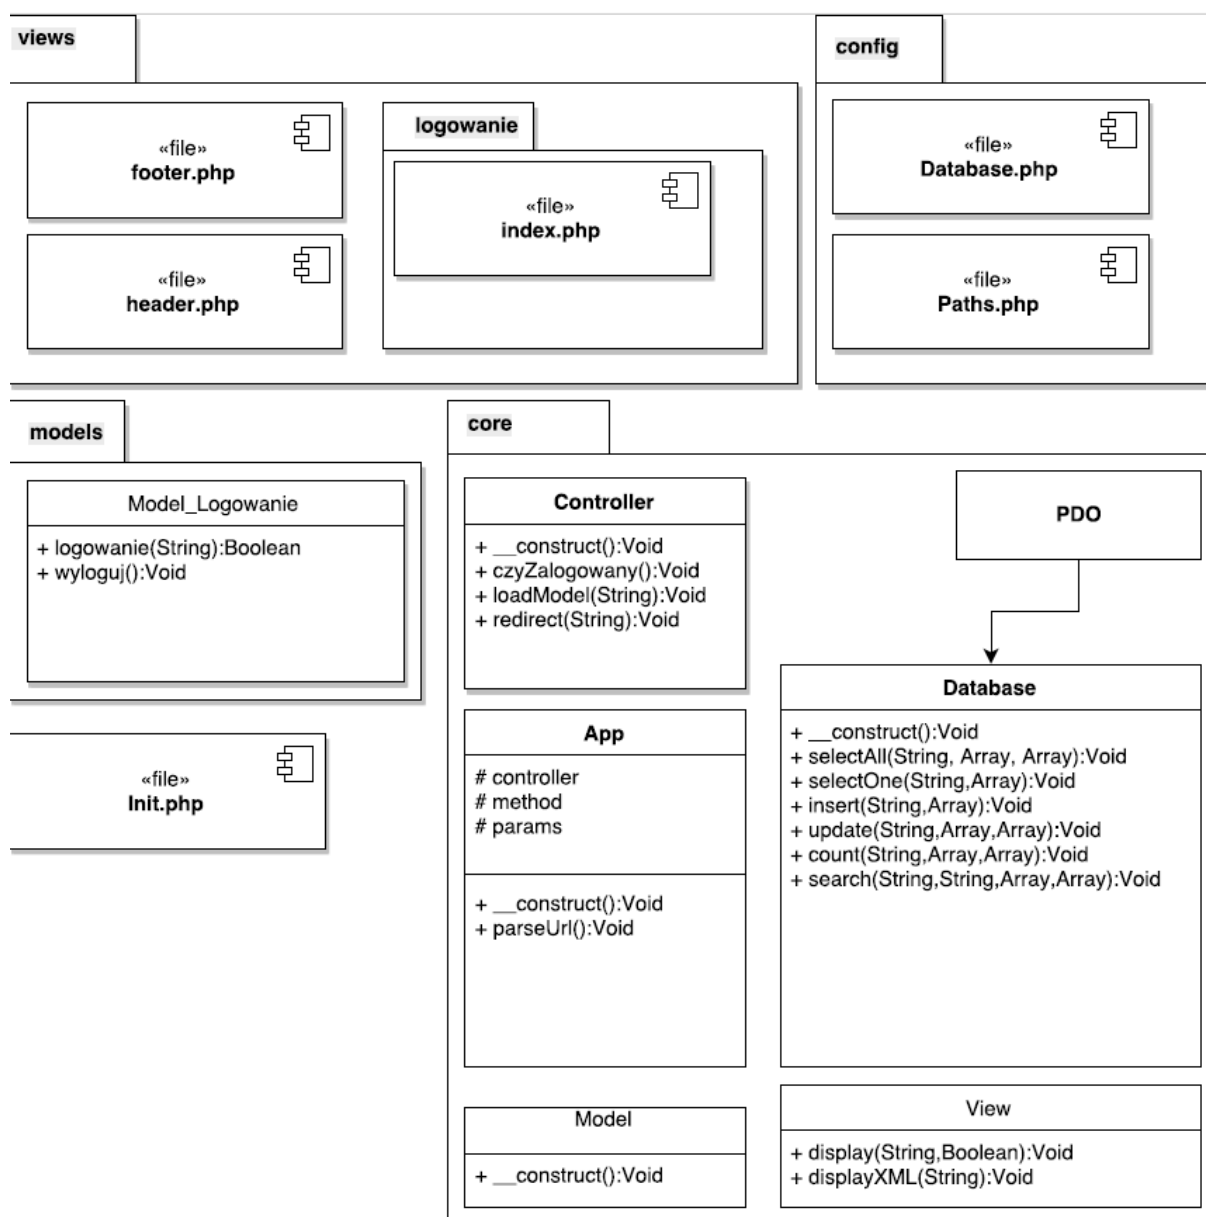 views
«file»
footer.php
«file»
header.php
logowanie
«file»
index.php
config
«file»
Database.php
«file»
Paths.php
models
Model_Logowanie
+ logowanie(String):Boolean
+ wyloguj():Void
«file»
Init.php
core
Controller
+ __construct():Void
+ czyZalogowany():Void
+ loadModel(String):Void
+ redirect(String):Void
PDO
App
# controller
# method
# params
+ __construct():Void
+ parseUrl():Void
Database
+ __construct():Void
+ selectAll(String, Array, Array):Void
+ selectOne(String,Array):Void
+ insert(String,Array):Void
+ update(String,Array,Array):Void
+ count(String,Array,Array):Void
+ search(String,String,Array,Array):Void
Model
+ __construct():Void
View
+ display(String,Boolean):Void
+ displayXML(String):Void